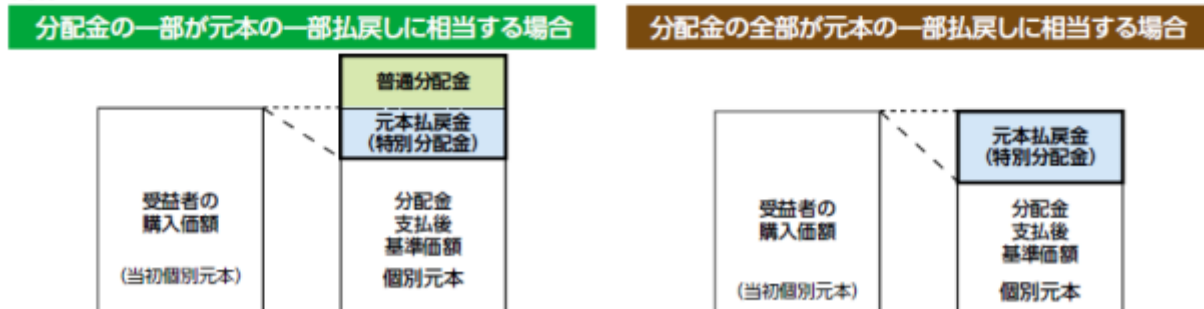 分配金の一部が元本の一部払戻しに相当する場合
普通分配金
元本払戻金
(特別分配金)
受益者の
購入価額
(当初個別元本)
分配金
支払後
基準価額
個別元本
分配金の全部が元本の一部払戻しに相当する場合
元本払戻金
(特別分配金)
受益者の
購入価額
(当初個別元本)
分配金
支払後
基準価額
個別元本